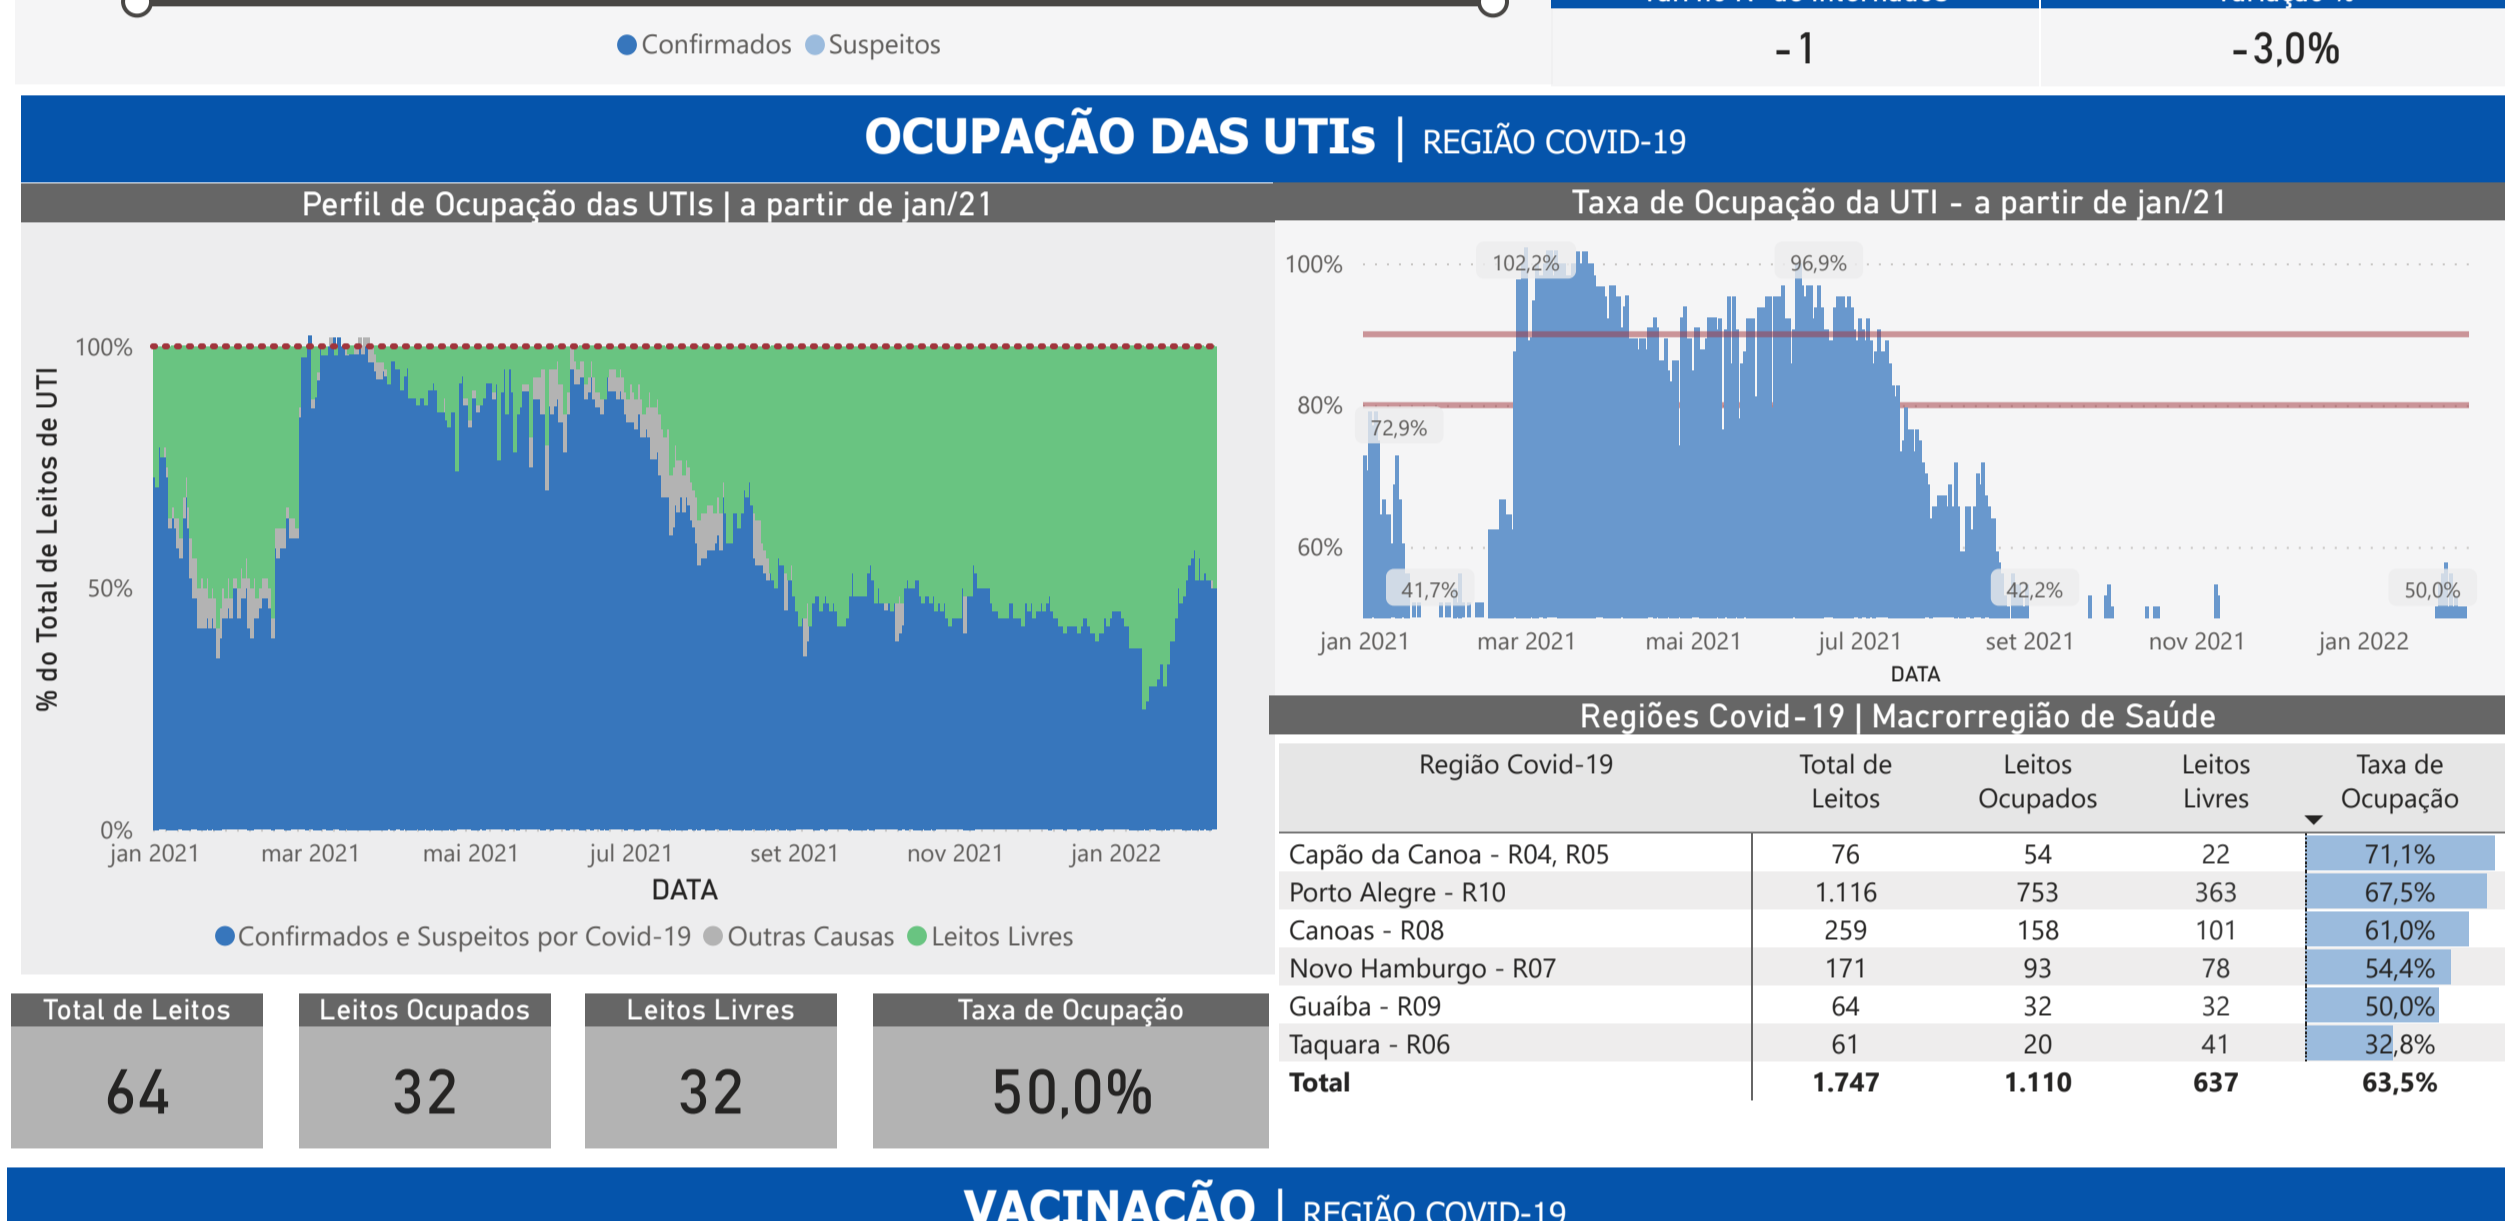 Confirmados Suspeitos
-1
-3,0%
OCUPAÇÃO DAS UTIs | REGIÃO COVID-19
Perfil de Ocupação das UTIs | a partir de jan/21
% do Total de Leitos de UTI
100%
50%
0%
jan 2021 mar 2021 mai 2021 jul 2021 set 2021 nov 2021 jan 2022
DATA
Confirmados e Suspeitos por Covid-19 Outras Causas Leitos Livres
Taxa de Ocupação da UTI - a partir de jan/21
100%
80%
60%
102,2%
96,9%
72,9%
41,7%
42,2%
50,0%
jan 2021 mar 2021 mai 2021 jul 2021 set 2021 nov 2021 jan 2022
DATA
Total de Leitos
64
Leitos Ocupados
32
Leitos Livres
32
Taxa de Ocupação
50,0%
Regiões Covid-19 | Macrorregião de Saúde
Região Covid-19 Total de Leitos Leitos Ocupados Leitos Livres Taxa de Ocupação
Capão da Canoa - R04, R05 76 54 22 71,1%
Porto Alegre - R10 1.116 753 363 67,5%
Canoas - R08 259 158 101 61,0%
Novo Hamburgo - R07 171 93 78 54,4%
Guaíba - R09 64 32 32 50,0%
Taquara - R06 61 20 41 32,8%
Total 1.747 1.110 637 63,5%
VACINAÇÃO | REGIÃO COVID-19